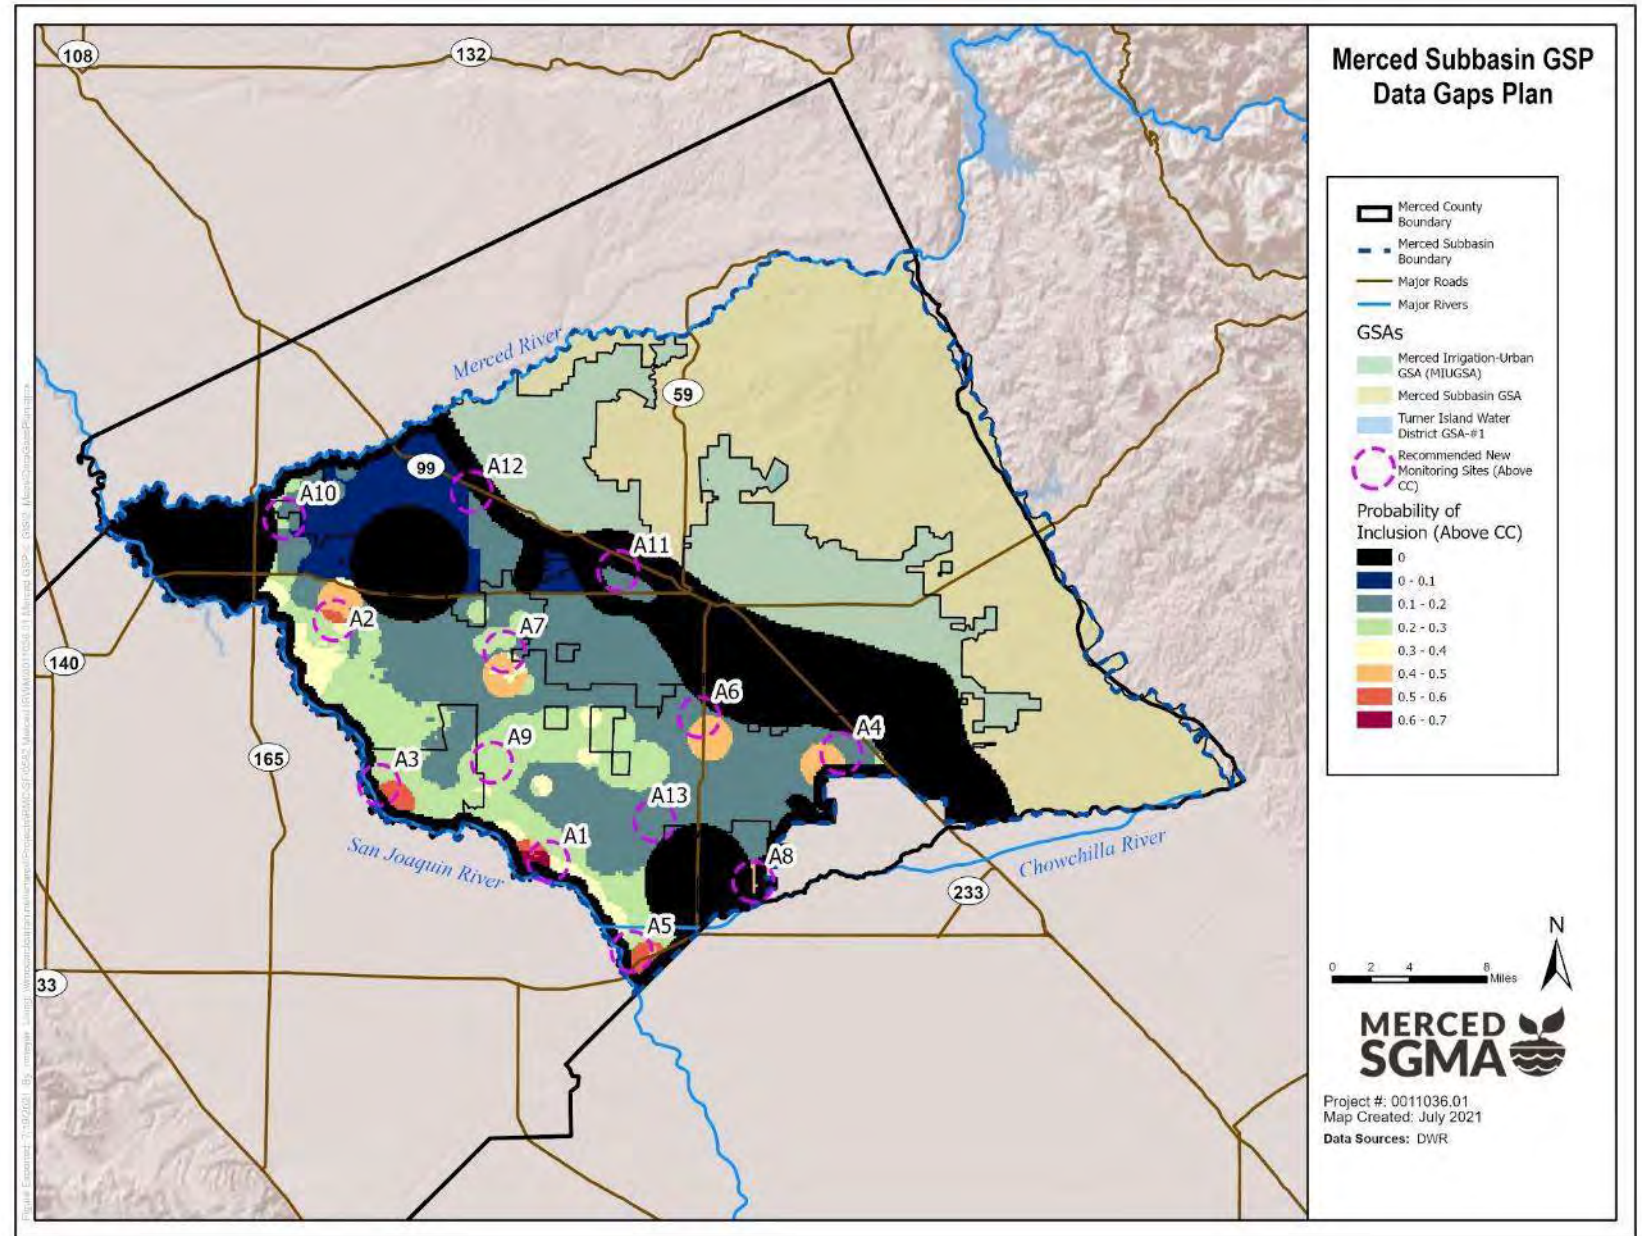 Merced Subbasin GSP
Data Gaps Plan
Merced County
Boundary
Merced Subbasin
Boundary
Major Roads
Major Rivers
GSAs
Merced Irrigation-Urban
GSA (MIUGSA)
Merced Subbasin GSA
Turner Island Water
District GSA-#1
Recommended New
Monitoring Sites (Above
CC)
Probability of
Inclusion (Above CC)
0
0 - 0.1
0.1 - 0.2
0.2 - 0.3
0.3 - 0.4
0.4 - 0.5
0.5 - 0.6
0.6 - 0.7
N
0 2 4 8
Miles
MERCED
SGMA
Project #: 0011036.01
Map Created: July 2021
Data Sources: DWR
108
132
Merced River
59
99
A12
A10
A11
A2
A7
140
A6
A9
A4
165
A3
A13
A1
A8
San Joaquin River
Chowchilla River
233
A5
33